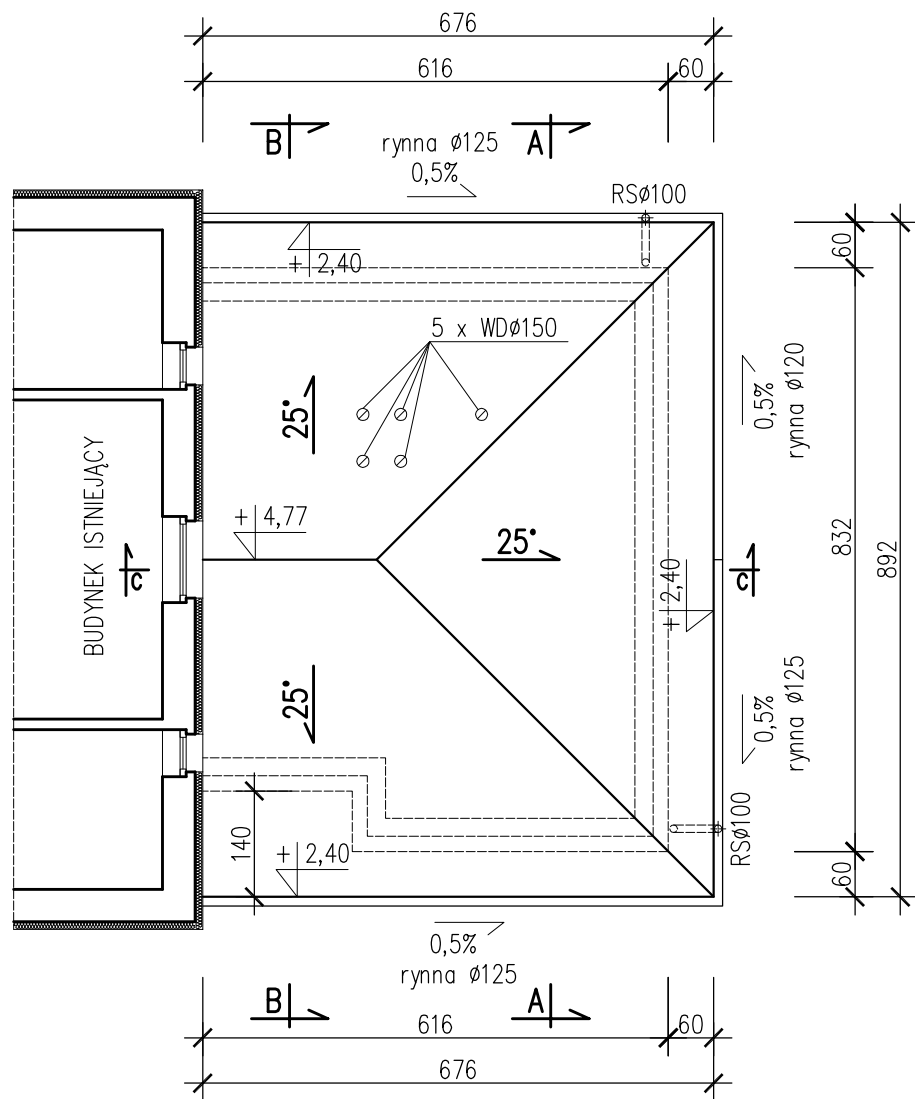 676
616
60
B
A
rynna ø125
0,5%
RSø100
+ 2,40
60
5 x WDø150
0,5%
rynna ø120
25°
BUDYNEK ISTNIEJĄCY
+ 4,77
25°
C
C
832
892
+ 2,40
25°
0,5%
rynna ø125
140
+ 2,40
RSø100
60
0,5%
rynna ø125
B
A
616
60
676